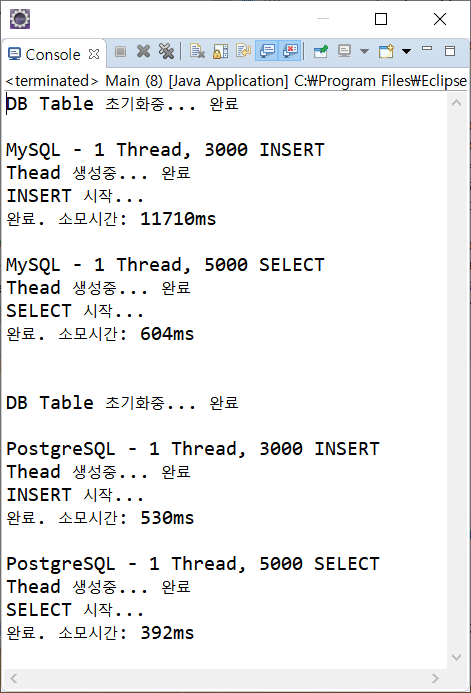 Console
<terminated> Main (8) [Java Application] C:₩Program Files₩Eclipse
DB Table 초기화중... 완료
MySQL - 1 Thread, 3000 INSERT
Thead 생성중... 완료
INSERT 시작...
완료. 소모시간: 11710ms
MySQL - 1 Thread, 5000 SELECT
Thead 생성중... 완료
SELECT 시작...
완료. 소모시간: 604ms
DB Table 초기화중... 완료
PostgreSQL - 1 Thread, 3000 INSERT
Thead 생성중... 완료
INSERT 시작...
완료. 소모시간: 530ms
PostgreSQL - 1 Thread, 5000 SELECT
Thead 생성중... 완료
SELECT 시작...
완료. 소모시간: 392ms